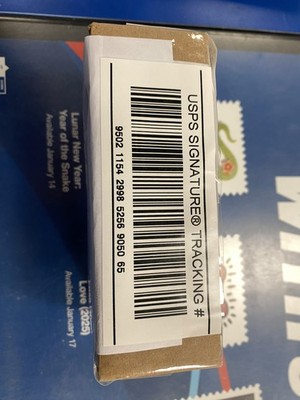 USPS SIGNATURE® TRACKING #
9502 1154 2998 5256 9050 65
Lunar New Year:
Year of the Snake
Available January 14
Love (2025)
Available January 17